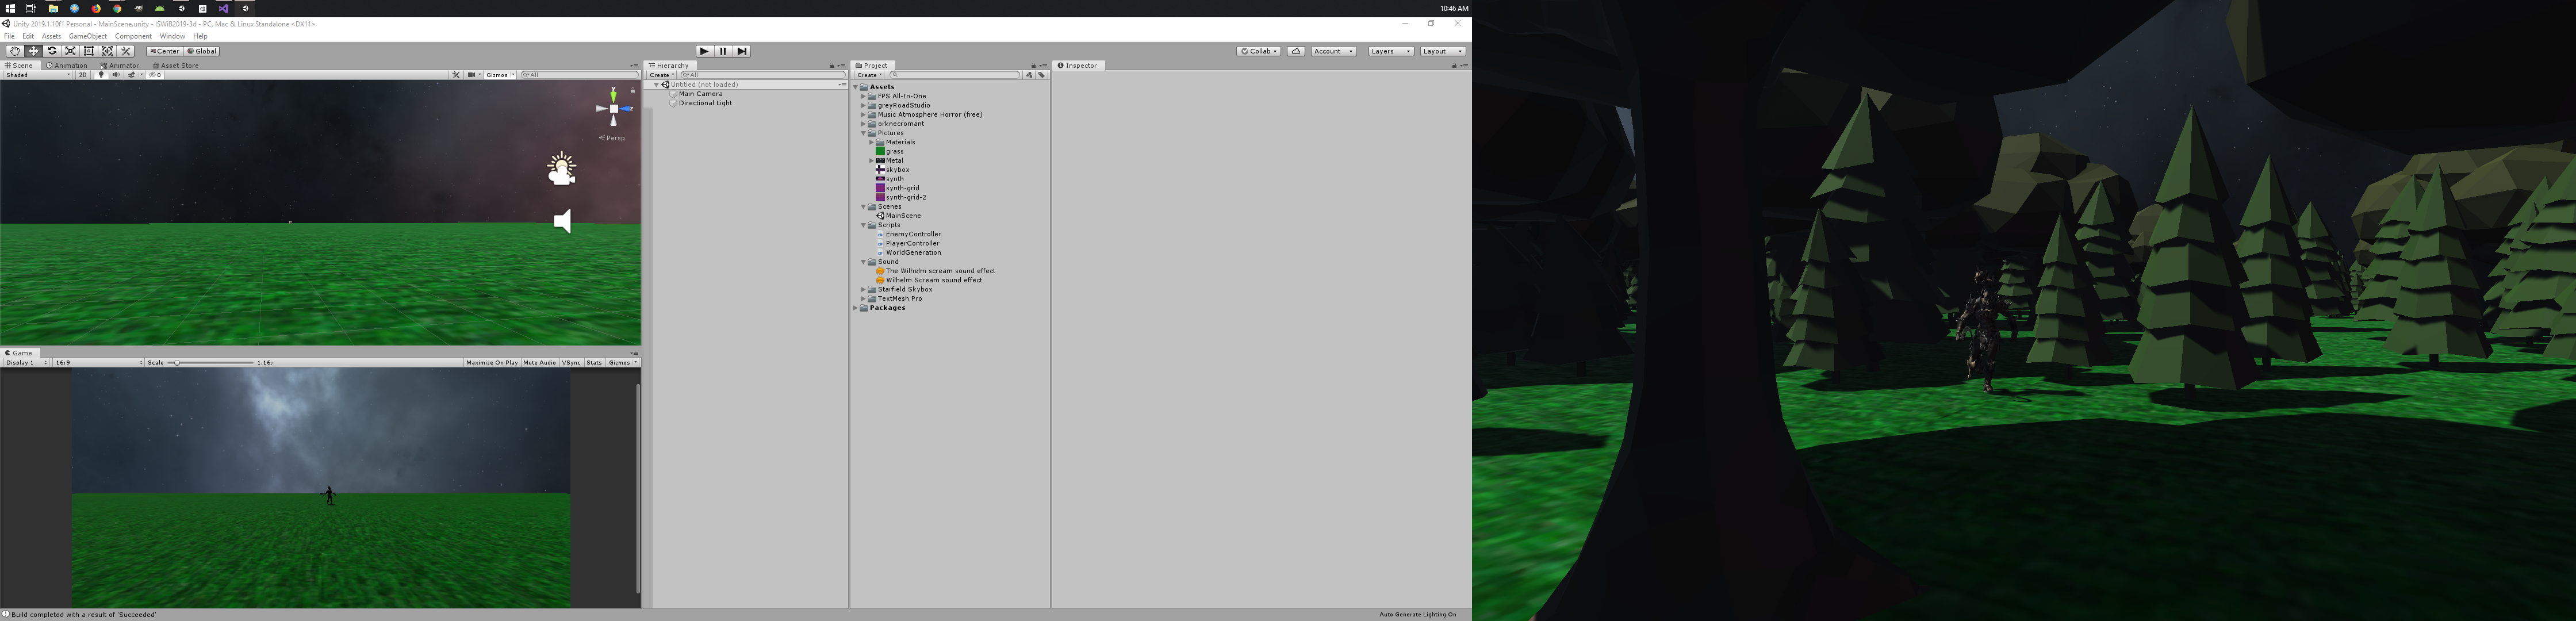 10:46 AM
Unity 2019.1.10f1 Personal - MainScene.unity - ISWiB2019-3d - PC, Mac & Linux Standalone <DX11>
File Edit Assets GameObject Component Window Help
Center Global Collab Account Layers Layout
Scene Animation Animator Asset Store
Shaded 2D 0 Gizmos All
y
z
Persp
Game
Display 1 16:9 Scale Maximize On Play Mute Audio VSync Stats Gizmos
Hierarchy
Create All
Untitled (not loaded)
Main Camera
Directional Light
Project
Create
Assets
FPS All-In-One
greyRoadStudio
Music Atmosphere Horror (free)
orknecromant
Pictures
Materials
grass
Metal
skybox
synth
synth-grid
synth-grid-2
Scenes
MainScene
Scripts
EnemyController
PlayerController
WorldGeneration
Sound
The Wilhelm scream sound effect
Wilhelm Scream sound effect
Starfield Skybox
TextMesh Pro
Packages
Inspector
Build completed with a result of 'Succeeded'
Auto Generate Lighting On